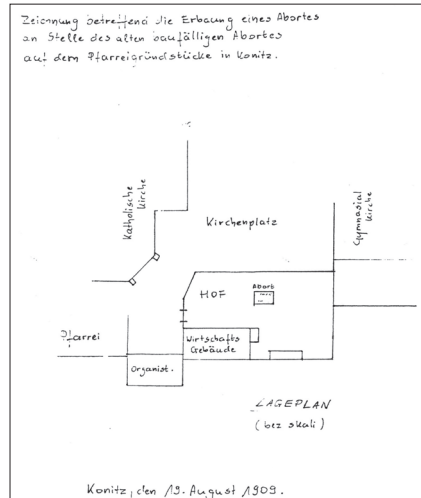 Zeichnung betreffend die Erbauung eines Abortes
an Stelle des alten baufälligen Abortes
auf dem Pfarreigründstücke in Konitz.
Katholische
Kirche
Kirchenplatz
Gymnasial
Kirche
HOF
Abort
Pfarrei
Wirtschafts
Gebäude
Organist.
LAGEPLAN
(bez skali)
Konitz, den 19. August 1909.